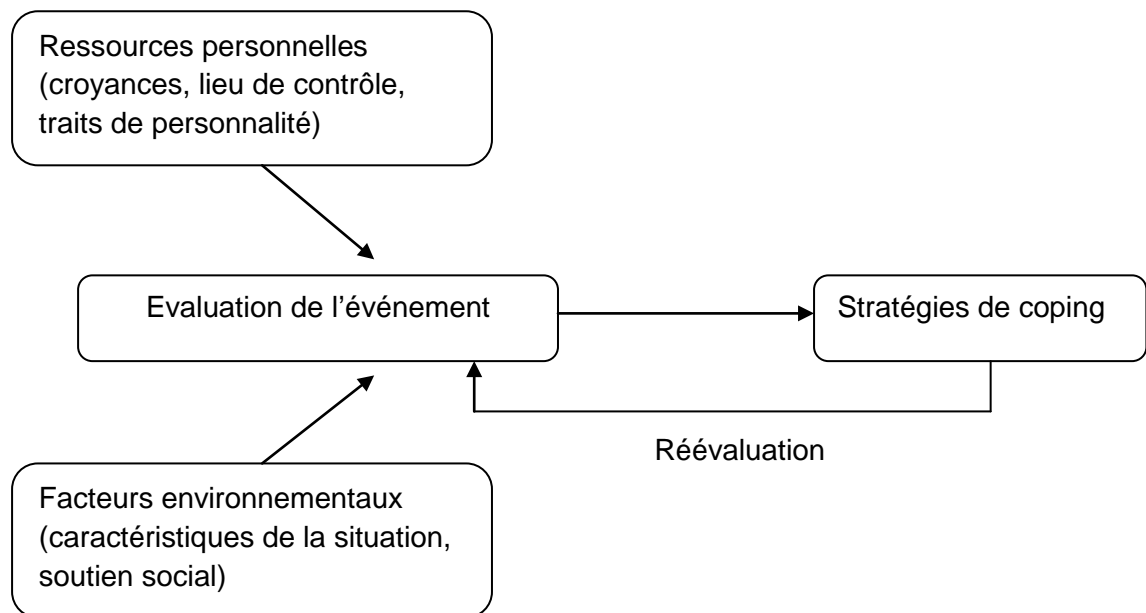 Ressources personnelles
(croyances, lieu de contrôle,
traits de personnalité)
Evaluation de l’événement
Stratégies de coping
Réévaluation
Facteurs environnementaux
(caractéristiques de la situation,
soutien social)